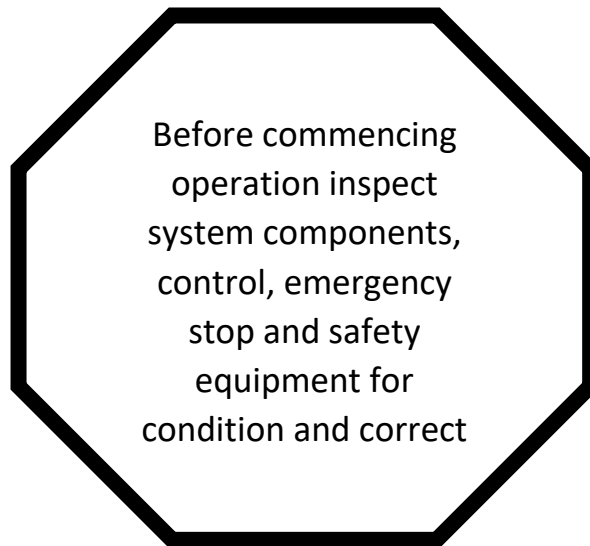 Before commencing
operation inspect
system components,
control, emergency
stop and safety
equipment for
condition and correct